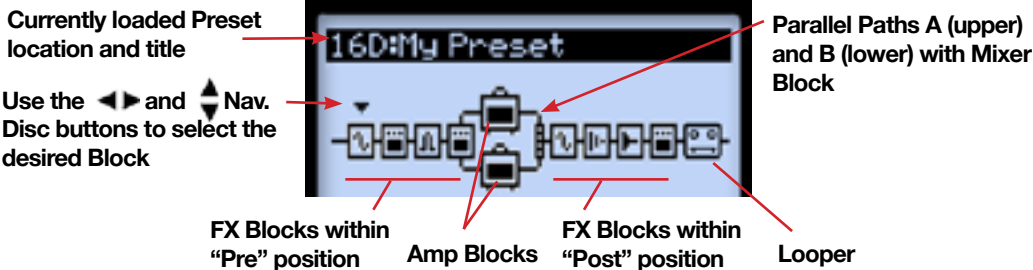 Currently loaded Preset
location and title
16D:My Preset
Parallel Paths A (upper)
and B (lower) with Mixer
Block
Use the ◀▶ and ▲▼ Nav.
Disc buttons to select the
desired Block
FX Blocks within
“Pre” position
Amp Blocks
FX Blocks within
“Post” position
Looper